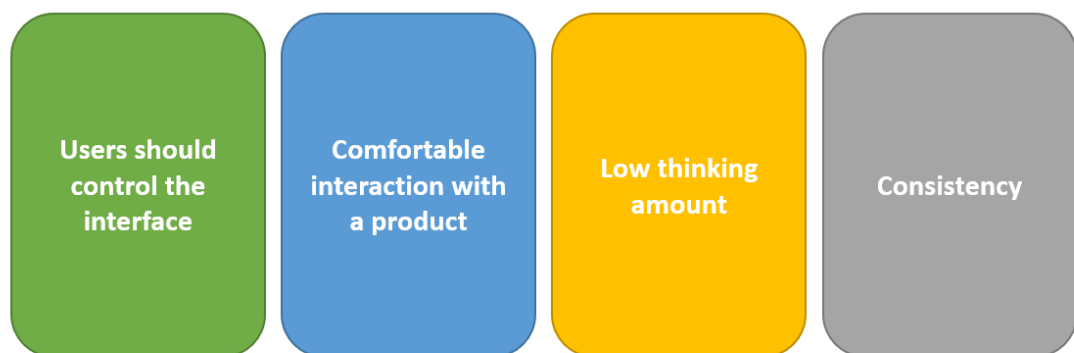 Users should
control the
interface
Comfortable
interaction with
a product
Low thinking
amount
Consistency